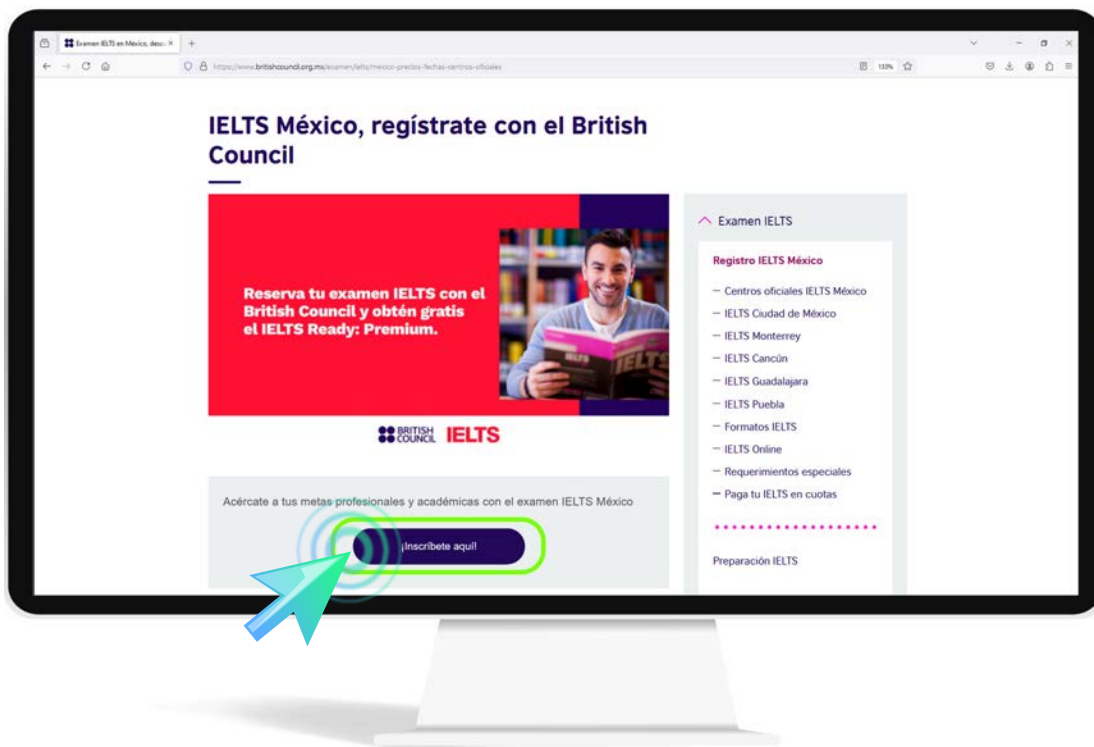 Examen IELTS en México, desc
https://www.britishcouncil.org.mx/examen/ielts/mexico-precios-fechas-centros-oficiales
133%
IELTS México, regístrate con el British
Council
Reserva tu examen IELTS con el
British Council y obtén gratis
el IELTS Ready: Premium.
IELTS
IELTS
BRITISH
COUNCIL
IELTS
Acércate a tus metas profesionales y académicas con el examen IELTS México
¡Inscríbete aquí!
Examen IELTS
Registro IELTS México
– Centros oficiales IELTS México
– IELTS Ciudad de México
– IELTS Monterrey
– IELTS Cancún
– IELTS Guadalajara
– IELTS Puebla
– Formatos IELTS
– IELTS Online
– Requerimientos especiales
– Paga tu IELTS en cuotas
Preparación IELTS